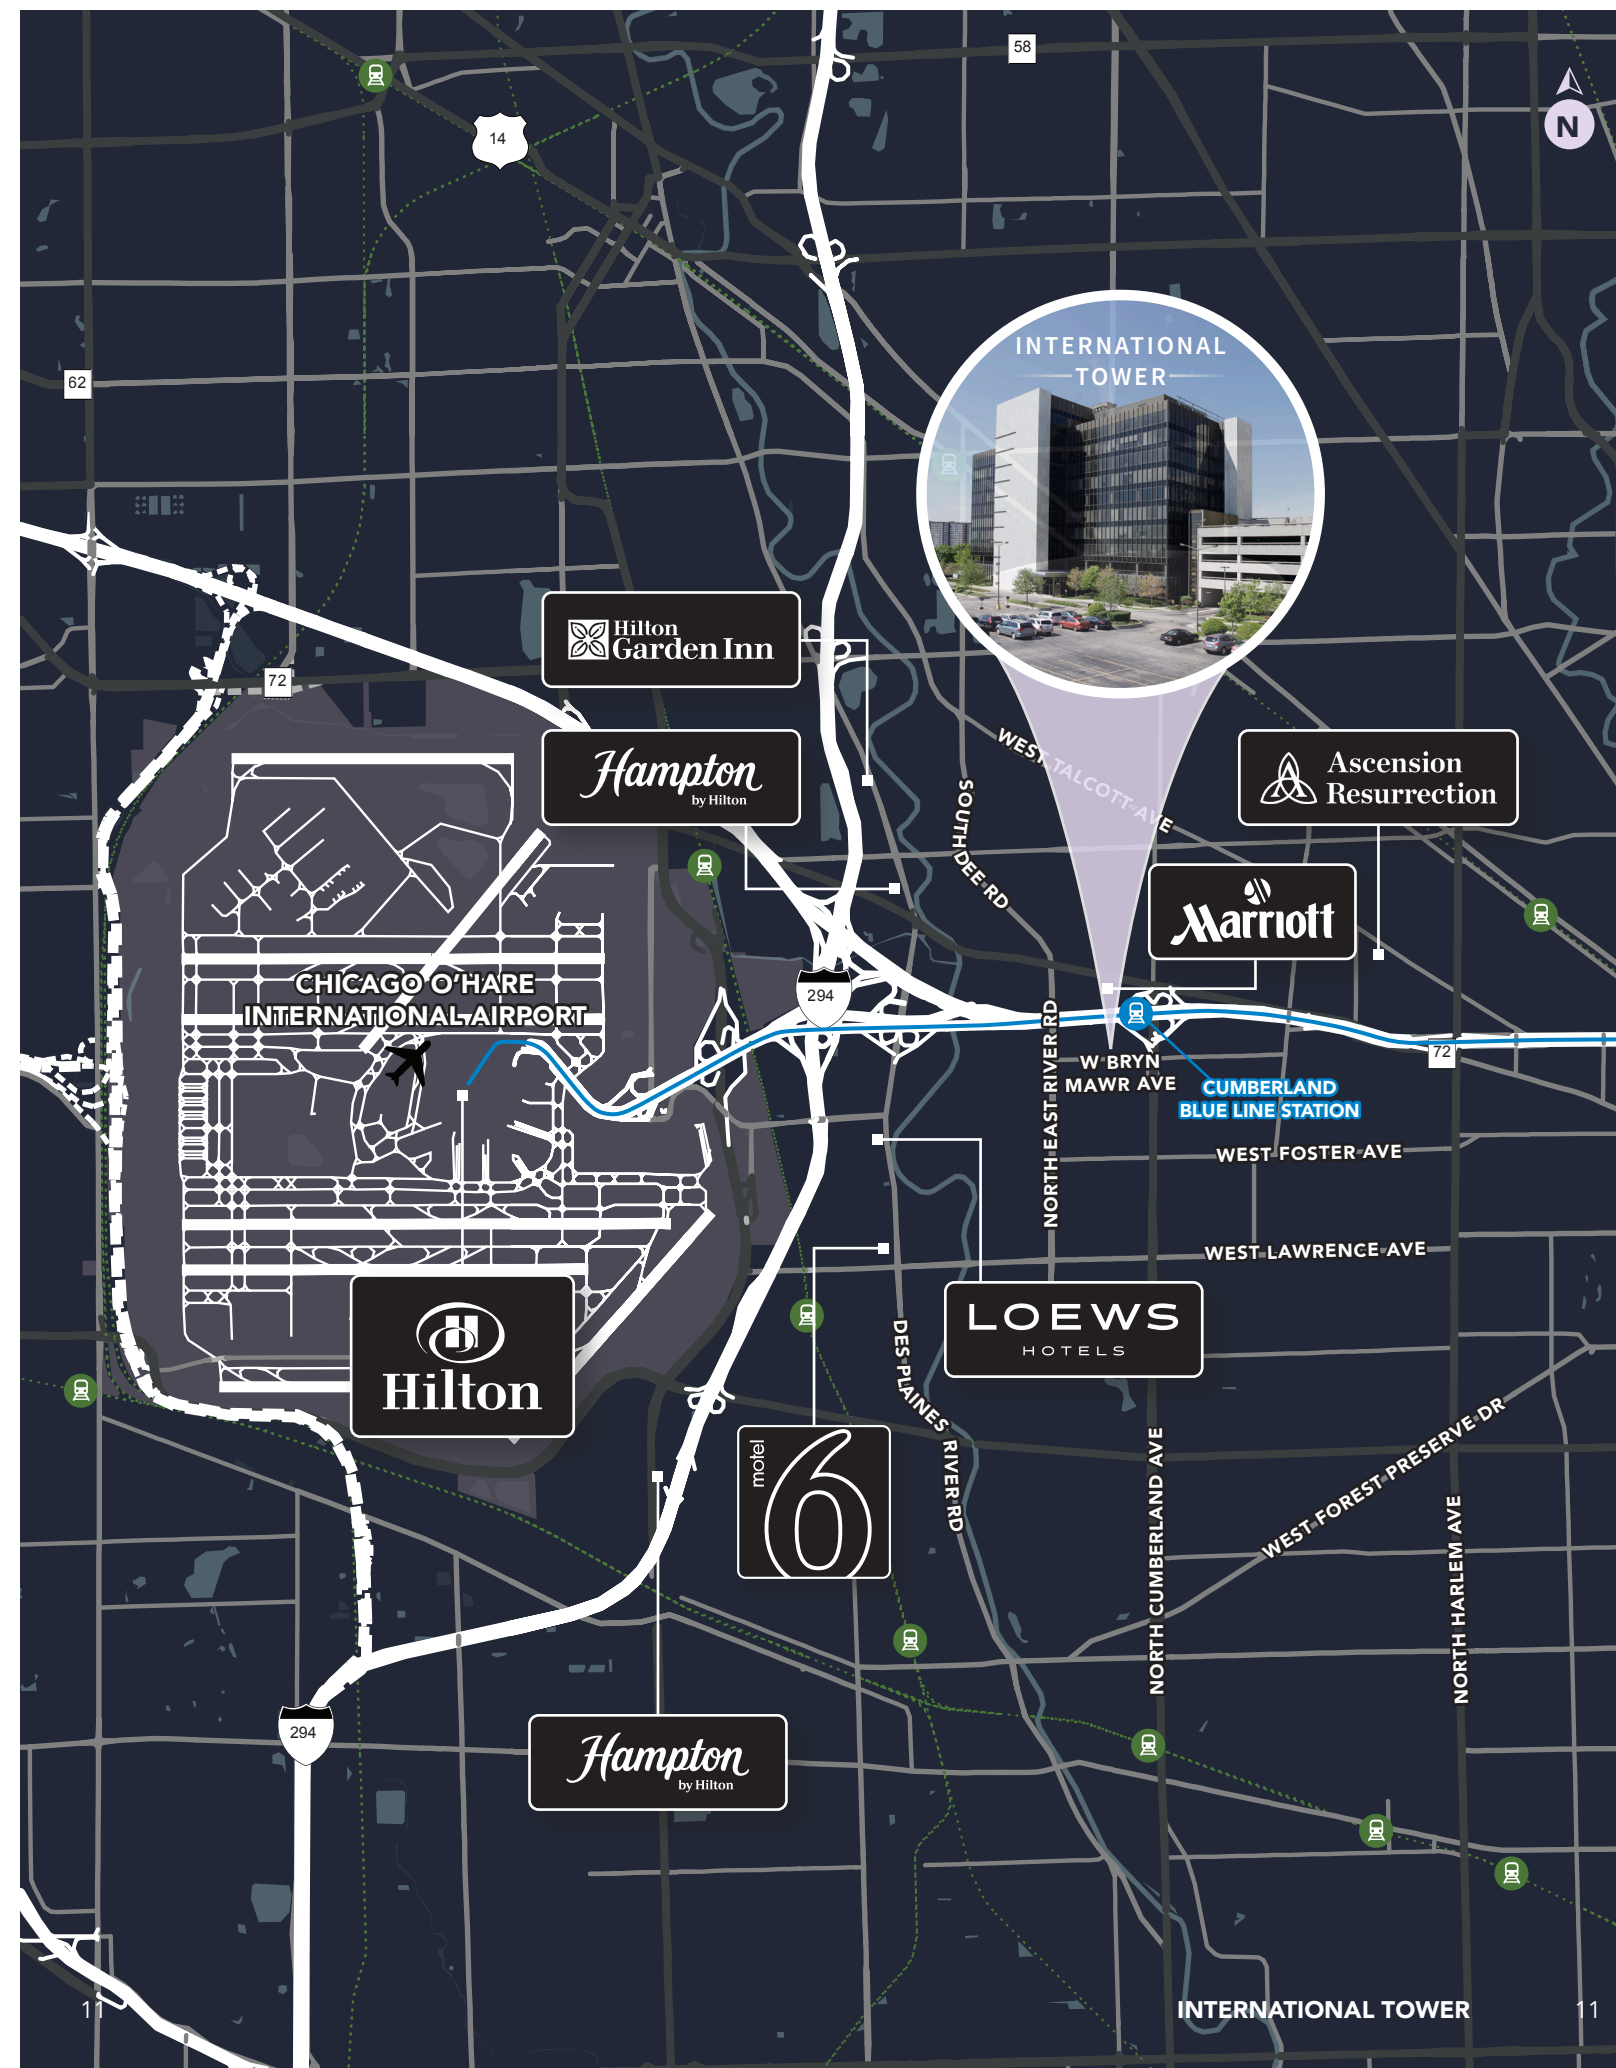 58
N
14
INTERNATIONAL
TOWER
62
Hilton
Garden Inn
72
Hampton
by Hilton
WEST TALCOTT AVE
SOUTH DEE RD
Ascension
Resurrection
Marriott
CHICAGO O'HARE
INTERNATIONAL AIRPORT
294
NORTH EAST RIVER RD
W BRYN
MAWR AVE
72
CUMBERLAND
BLUE LINE STATION
WEST FOSTER AVE
WEST LAWRENCE AVE
LOEWS
HOTELS
Hilton
DES PLAINES RIVER RD
motel
6
NORTH CUMBERLAND AVE
WEST FOREST PRESERVE DR
NORTH HARLEM AVE
294
Hampton
by Hilton
11
INTERNATIONAL TOWER
11